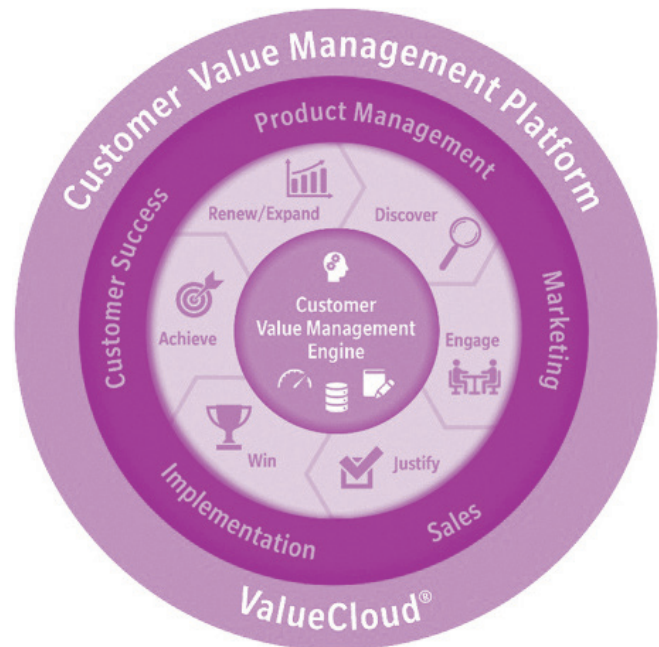 Customer Value Management Platform
Product Management
Marketing
Sales
Implementation
Customer Success
Renew/Expand
Discover
Engage
Justify
Win
Achieve
Customer
Value Management
Engine
ValueCloud®